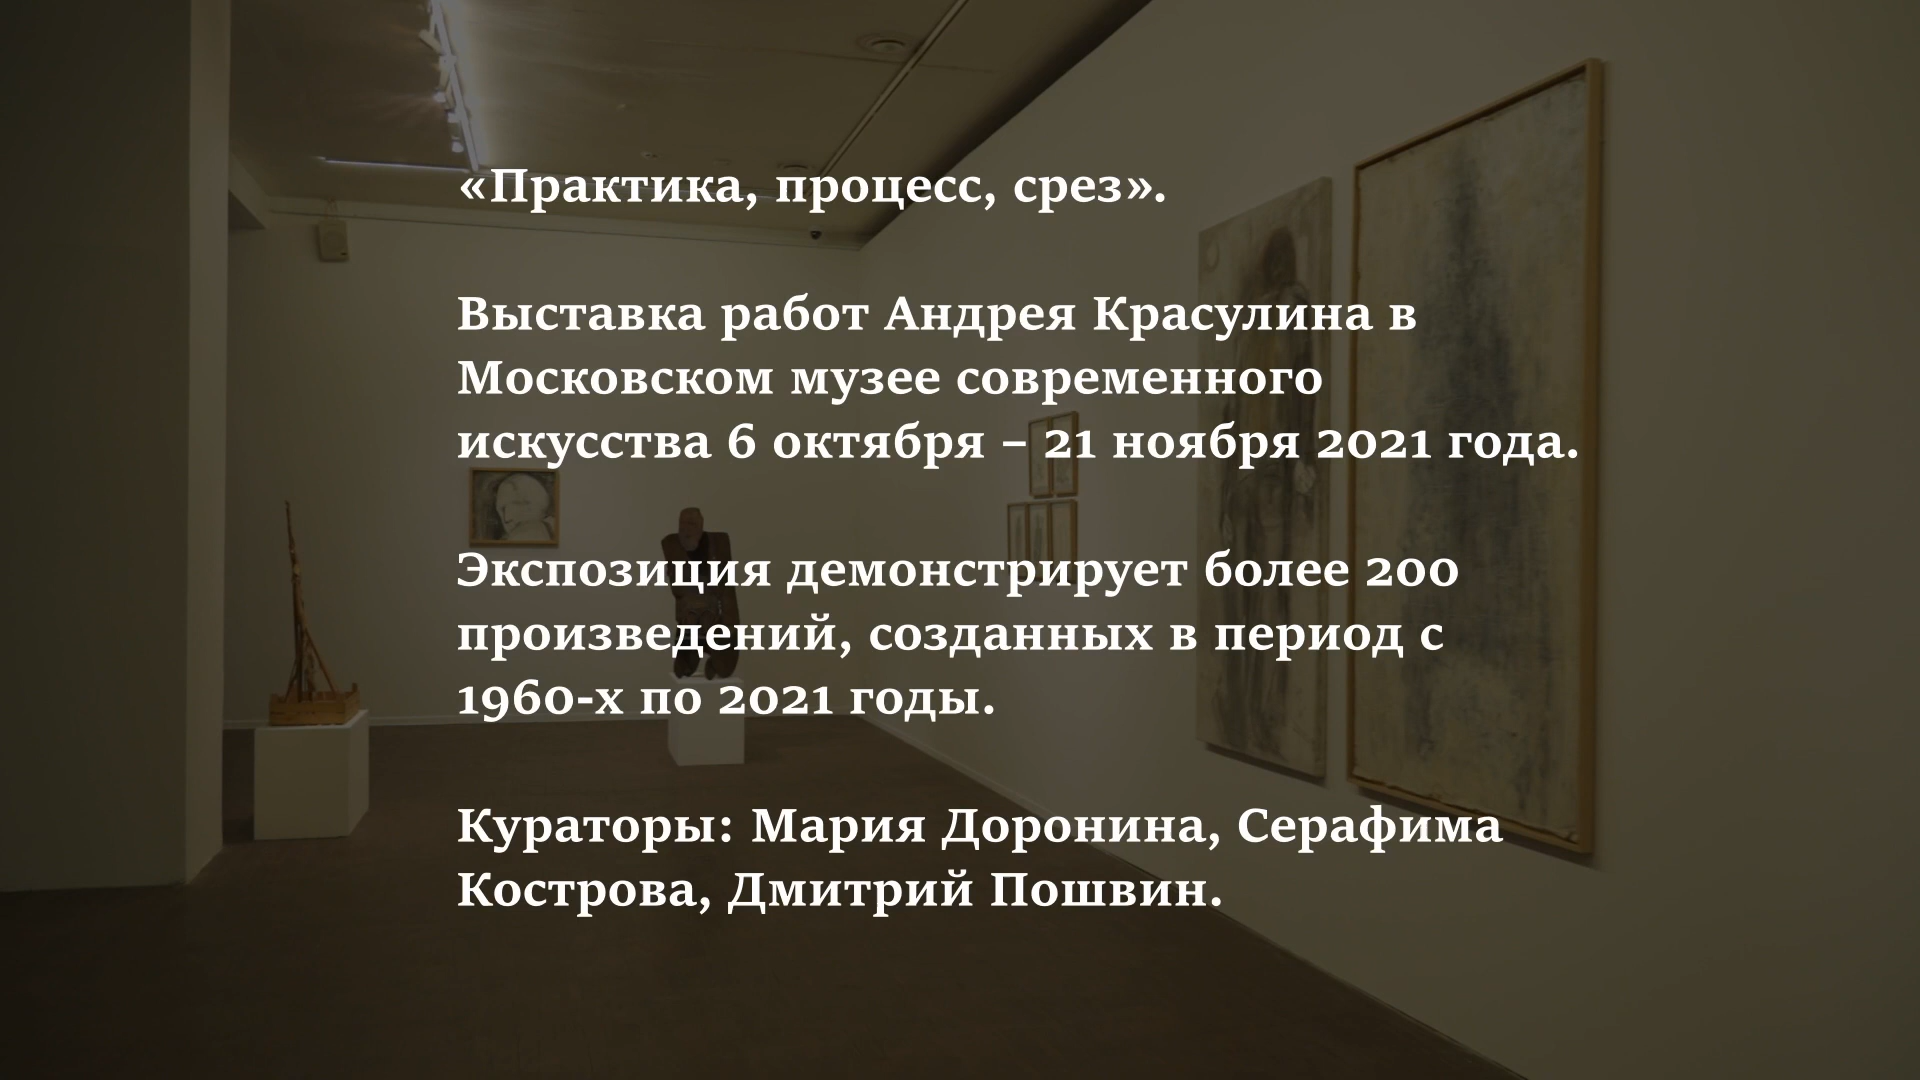 «Практика, процесс, срез».
Выставка работ Андрея Красулина в
Московском музее современного
искусства 6 октября – 21 ноября 2021 года.
Экспозиция демонстрирует более 200
произведений, созданных в период с
1960-х по 2021 годы.
Кураторы: Мария Доронина, Серафима
Кострова, Дмитрий Пошвин.